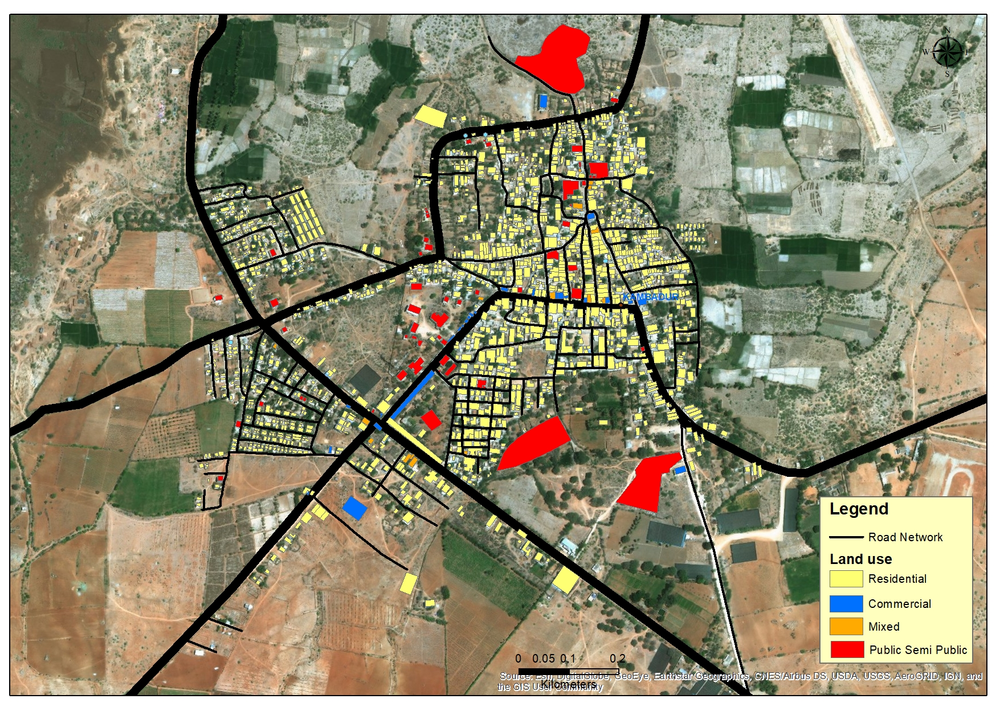 N
W
S
KAMBADUR
Legend
Road Network
Land use
Residential
Commercial
Mixed
Public Semi Public
0 0.05 0.1 0.2
Kilometers
Source: Esri, DigitalGlobe, GeoEye, Earthstar Geographics, CNES/Airbus DS, USDA, USGS, AeroGRID, IGN, and
the GIS User Community